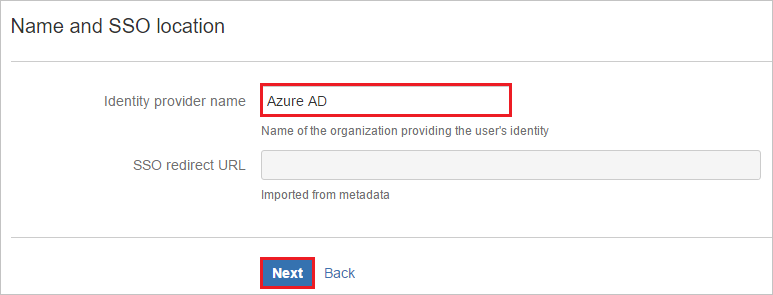 Name and SSO location
Identity provider name Azure AD
Name of the organization providing the user's identity
SSO redirect URL
Imported from metadata
Next Back